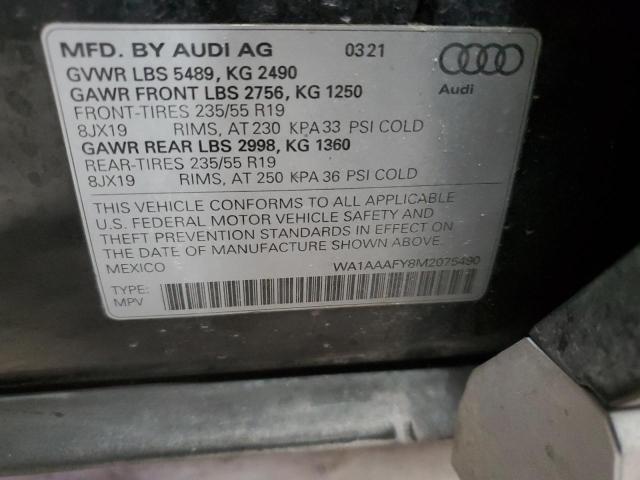 MFD. BY AUDI AG 0321
GVWR LBS 5489, KG 2490
GAWR FRONT LBS 2756, KG 1250
FRONT-TIRES 235/55 R19
8JX19 RIMS, AT 230 KPA 33 PSI COLD
GAWR REAR LBS 2998, KG 1360
REAR-TIRES 235/55 R19
8JX19 RIMS, AT 250 KPA 36 PSI COLD
Audi
THIS VEHICLE CONFORMS TO ALL APPLICABLE
U.S. FEDERAL MOTOR VEHICLE SAFETY AND
THEFT PREVENTION STANDARDS IN EFFECT ON
THE DATE OF MANUFACTURE SHOWN ABOVE.
MEXICO WA1AAAFY8M2075490
TYPE:
MPV